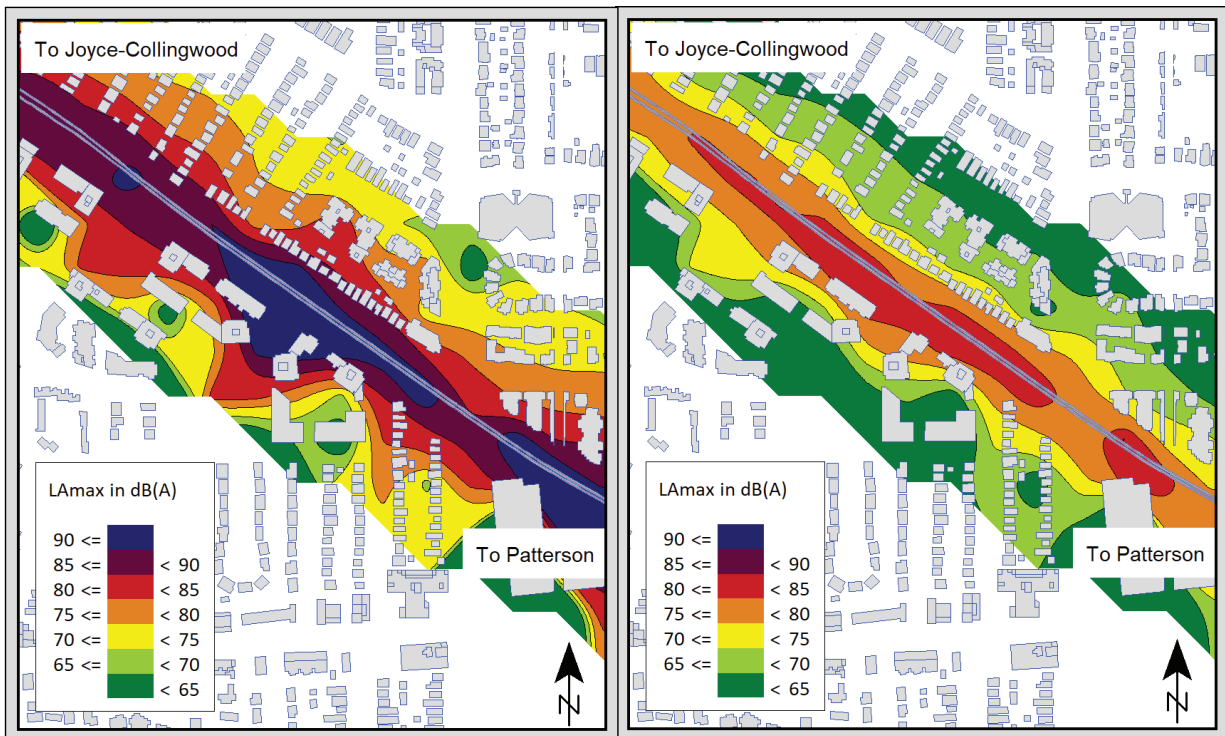 To Joyce-Collingwood
LAmax in dB(A)
90 <=
85 <= < 90
80 <= < 85
75 <= < 80
70 <= < 75
65 <= < 70
< 65
To Patterson
N
To Joyce-Collingwood
LAmax in dB(A)
90 <=
85 <= < 90
80 <= < 85
75 <= < 80
70 <= < 75
65 <= < 70
< 65
To Patterson
N